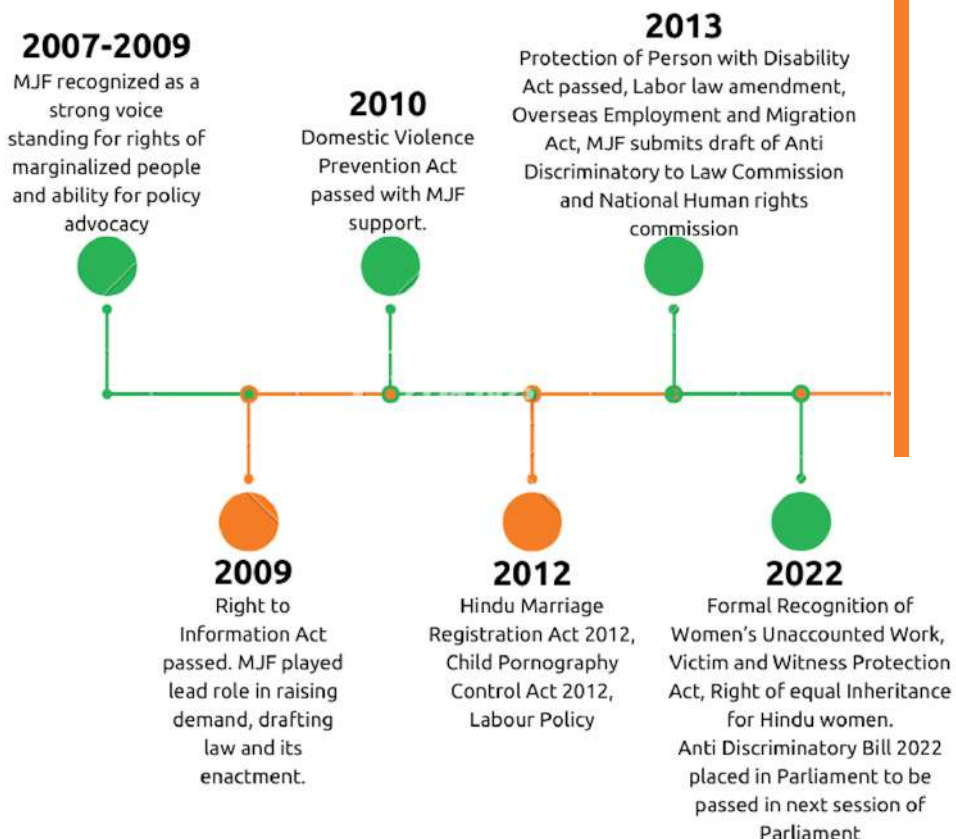 2007-2009
MJF recognized as a
strong voice
standing for rights of
marginalized people
and ability for policy
advocacy
2010
Domestic Violence
Prevention Act
passed with MJF
support.
2013
Protection of Person with Disability
Act passed, Labor law amendment,
Overseas Employment and Migration
Act, MJF submits draft of Anti
Discriminatory to Law Commission
and National Human rights
commission
2009
Right to
Information Act
passed. MJF played
lead role in raising
demand, drafting
law and its
enactment.
2012
Hindu Marriage
Registration Act 2012,
Child Pornography
Control Act 2012,
Labour Policy
2022
Formal Recognition of
Women’s Unaccounted Work,
Victim and Witness Protection
Act, Right of equal Inheritance
for Hindu women.
Anti Discriminatory Bill 2022
placed in Parliament to be
passed in next session of
Parliament